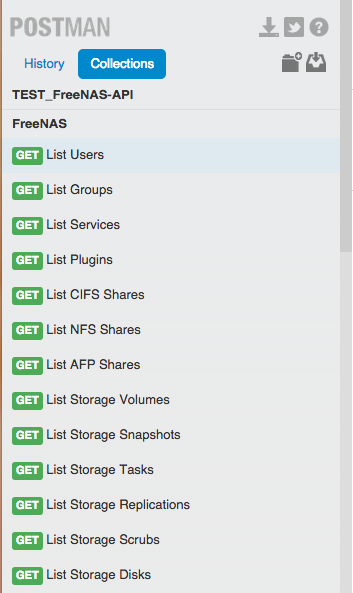 POSTMAN
History Collections
TEST_FreeNAS-API
FreeNAS
GET List Users
GET List Groups
GET List Services
GET List Plugins
GET List CIFS Shares
GET List NFS Shares
GET List AFP Shares
GET List Storage Volumes
GET List Storage Snapshots
GET List Storage Tasks
GET List Storage Replications
GET List Storage Scrubs
GET List Storage Disks